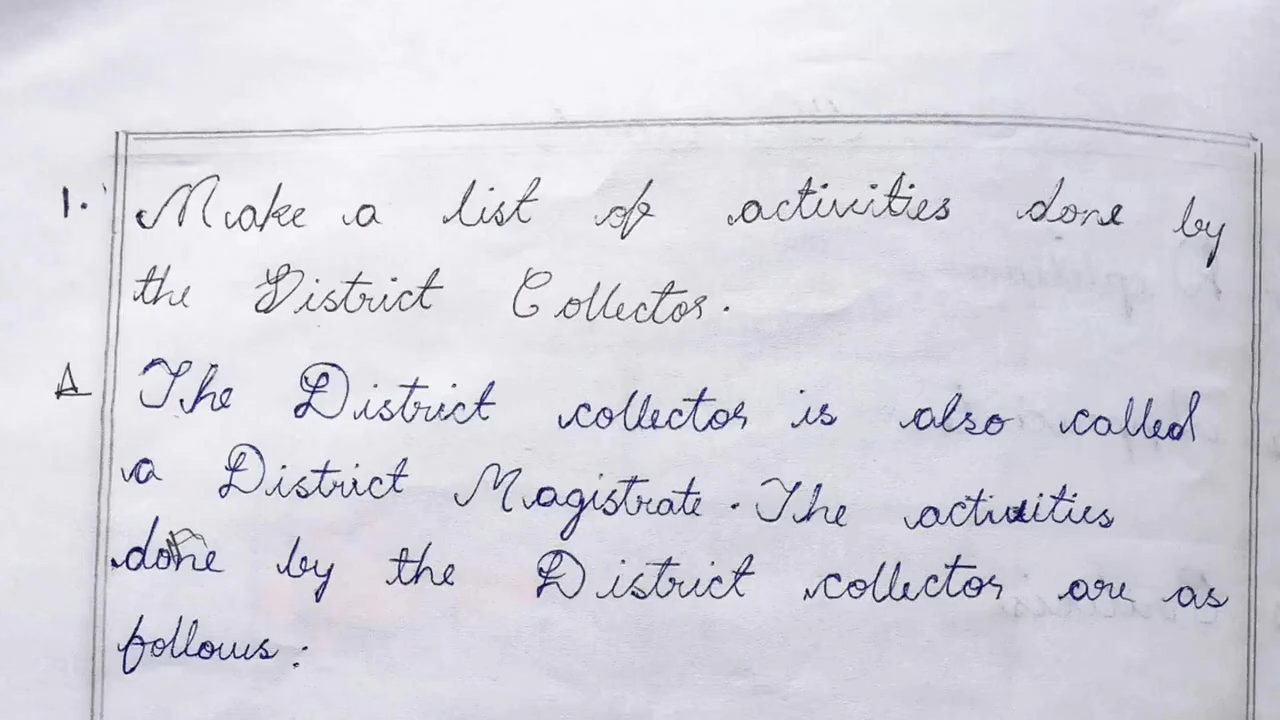 1. Make a list of activities done by
the District Collector.
A The District collector is also called
a District Magistrate. The activities
done by the District collector are as
follows: